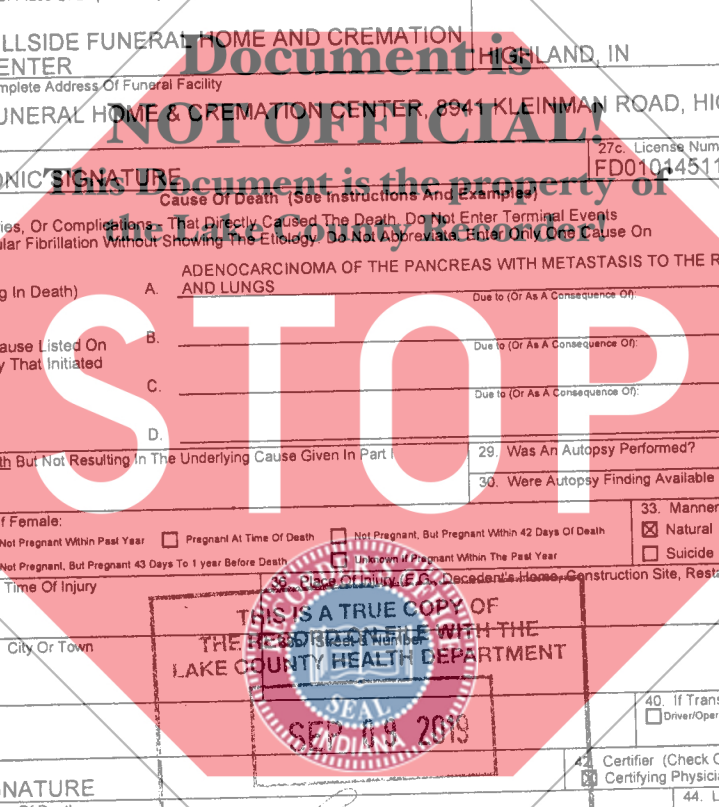 LLSIDE FUNERAL HOME AND CREMATION
ENTER
HIGHLAND, IN
Document is
mplete Address Of Funeral Facility
UNERAL HOME & CREMATION CENTER, 8941 KLEINMAN ROAD, HIG
NOT OFFICIAL!
27c. License Num
ONIC SIGNATURE
FD01014511
This Document is the property of
Cause Of Death (See Instructions And Examples)
the Lake County Recorder!
ies, Or Complications - That Directly Caused The Death. Do Not Enter Terminal Events
ular Fibrillation Without Showing The Etiology. Do Not Abbreviate. Enter Only One Cause On
ADENOCARCINOMA OF THE PANCREAS WITH METASTASIS TO THE R
g In Death) A. AND LUNGS
Due to (Or As A Consequence Of):
STOP
ause Listed On B.
Due to (Or As A Consequence Of):
y That Initiated
C.
Due to (Or As A Consequence Of):
D.
th But Not Resulting In The Underlying Cause Given In Part I
29. Was An Autopsy Performed?
30. Were Autopsy Finding Available
f Female:
33. Manner
Not Pregnant Within Past Year Pregnant At Time Of Death Not Pregnant, But Pregnant Within 42 Days Of Death
Natural
Not Pregnant, But Pregnant 43 Days To 1 year Before Death Unknown If Pregnant Within The Past Year
Suicide
Time Of Injury
36. Place Of Injury (E.G., Decedent's Home, Construction Site, Resta
THIS IS A TRUE COPY OF
City Or Town
THE RECORD ON FILE WITH THE
Street & Number
LAKE COUNTY HEALTH DEPARTMENT
SEAL
40. If Trans
Driver/Oper
SEP 09 2019
INDIANA
42. Certifier (Check O
Certifying Physicia
GNATURE
44. L